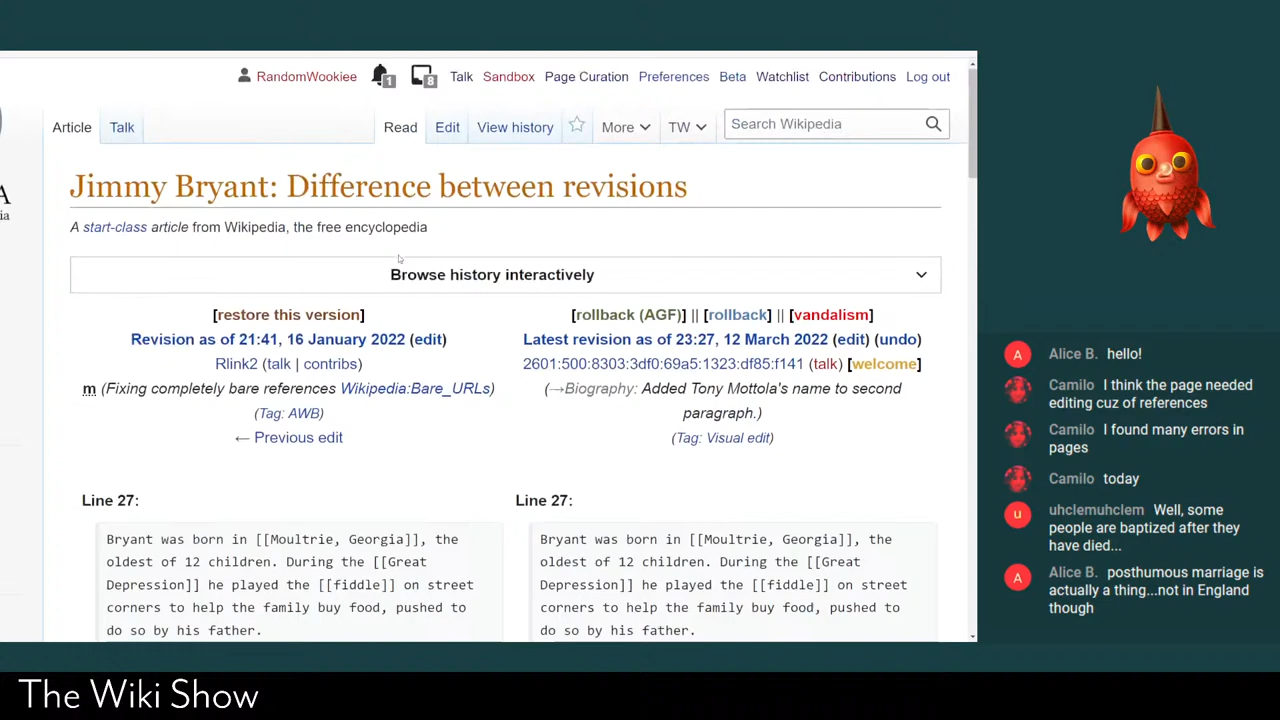 RandomWookiee 1 8 Talk Sandbox Page Curation Preferences Beta Watchlist Contributions Log out
Article Talk Read Edit View history More TW Search Wikipedia
A
ia
Jimmy Bryant: Difference between revisions
A start-class article from Wikipedia, the free encyclopedia
Browse history interactively
[restore this version]
Revision as of 21:41, 16 January 2022 (edit)
Rlink2 (talk | contribs)
m (Fixing completely bare references Wikipedia:Bare_URLs)
(Tag: AWB)
← Previous edit
[rollback (AGF)] || [rollback] || [vandalism]
Latest revision as of 23:27, 12 March 2022 (edit) (undo)
2601:500:8303:3df0:69a5:1323:df85:f141 (talk) [welcome]
(→Biography: Added Tony Mottola's name to second
paragraph.)
(Tag: Visual edit)
Line 27:
Bryant was born in [[Moultrie, Georgia]], the
oldest of 12 children. During the [[Great
Depression]] he played the [[fiddle]] on street
corners to help the family buy food, pushed to
do so by his father.
Line 27:
Bryant was born in [[Moultrie, Georgia]], the
oldest of 12 children. During the [[Great
Depression]] he played the [[fiddle]] on street
corners to help the family buy food, pushed to
do so by his father.
A Alice B. hello!
Camilo I think the page needed
editing cuz of references
Camilo I found many errors in
pages
Camilo today
u uhclemuhclem Well, some
people are baptized after they
have died...
A Alice B. posthumous marriage is
actually a thing...not in England
though
The Wiki Show